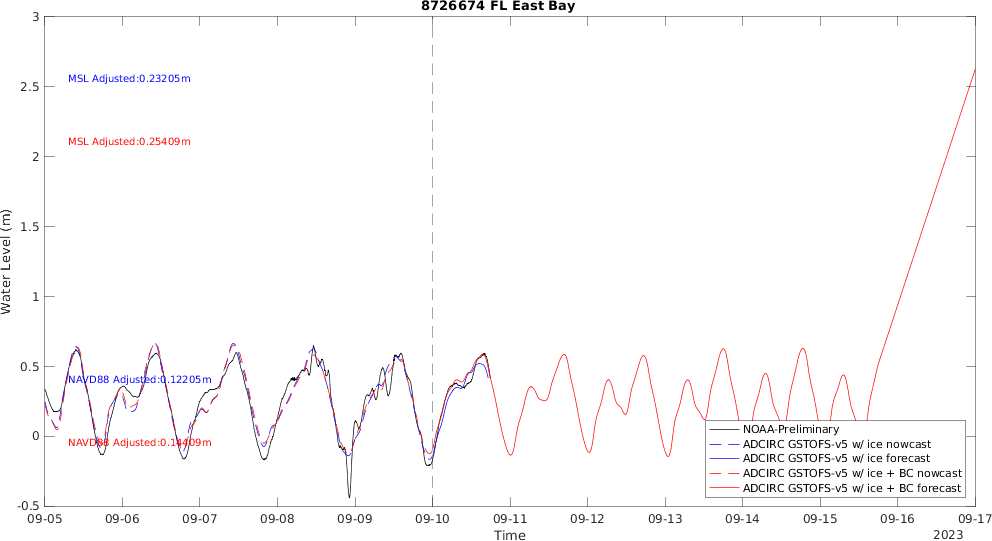 8726674 FL East Bay
3
2.5
2
1.5
1
0.5
0
-0.5
Water Level (m)
MSL Adjusted:0.23205m
MSL Adjusted:0.25409m
NAVD88 Adjusted:0.12205m
NAVD88 Adjusted:0.14409m
NOAA-Preliminary
ADCIRC GSTOFS-v5 w/ ice nowcast
ADCIRC GSTOFS-v5 w/ ice forecast
ADCIRC GSTOFS-v5 w/ ice + BC nowcast
ADCIRC GSTOFS-v5 w/ ice + BC forecast
09-05 09-06 09-07 09-08 09-09 09-10 09-11 09-12 09-13 09-14 09-15 09-16 09-17
Time
2023